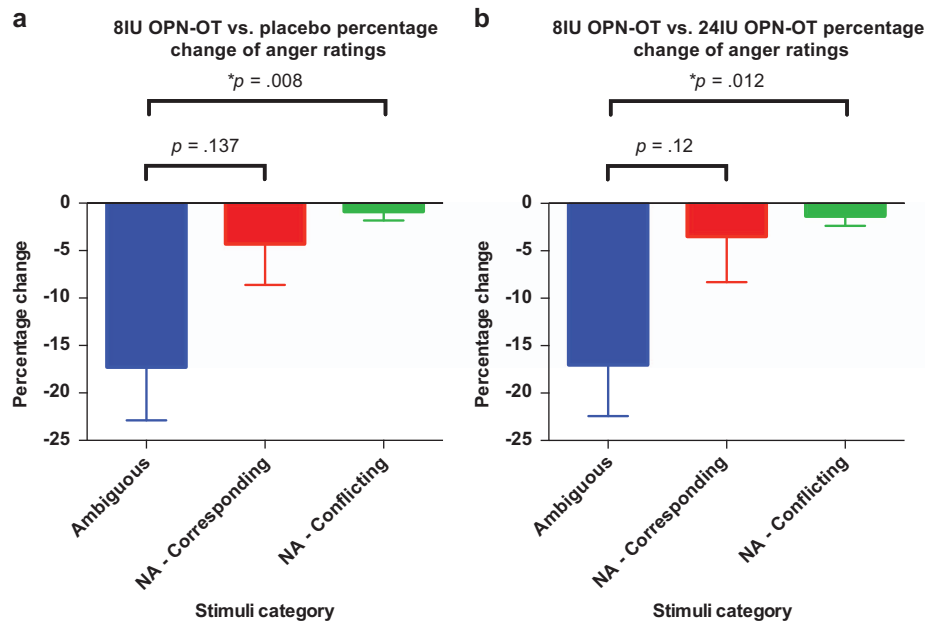 a
8IU OPN-OT vs. placebo percentage
change of anger ratings
*p = .008
p = .137
0
-5
-10
-15
-20
-25
Percentage change
Ambiguous
NA - Corresponding
NA - Conflicting
Stimuli category
b
8IU OPN-OT vs. 24IU OPN-OT percentage
change of anger ratings
*p = .012
p = .12
0
-5
-10
-15
-20
-25
Percentage change
Ambiguous
NA - Corresponding
NA - Conflicting
Stimuli category